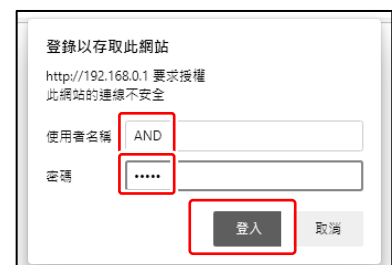 登錄以存取此網站
http://192.168.0.1 要求授權
此網站的連線不安全
使用者名稱 AND
密碼 •••••
登入 取消